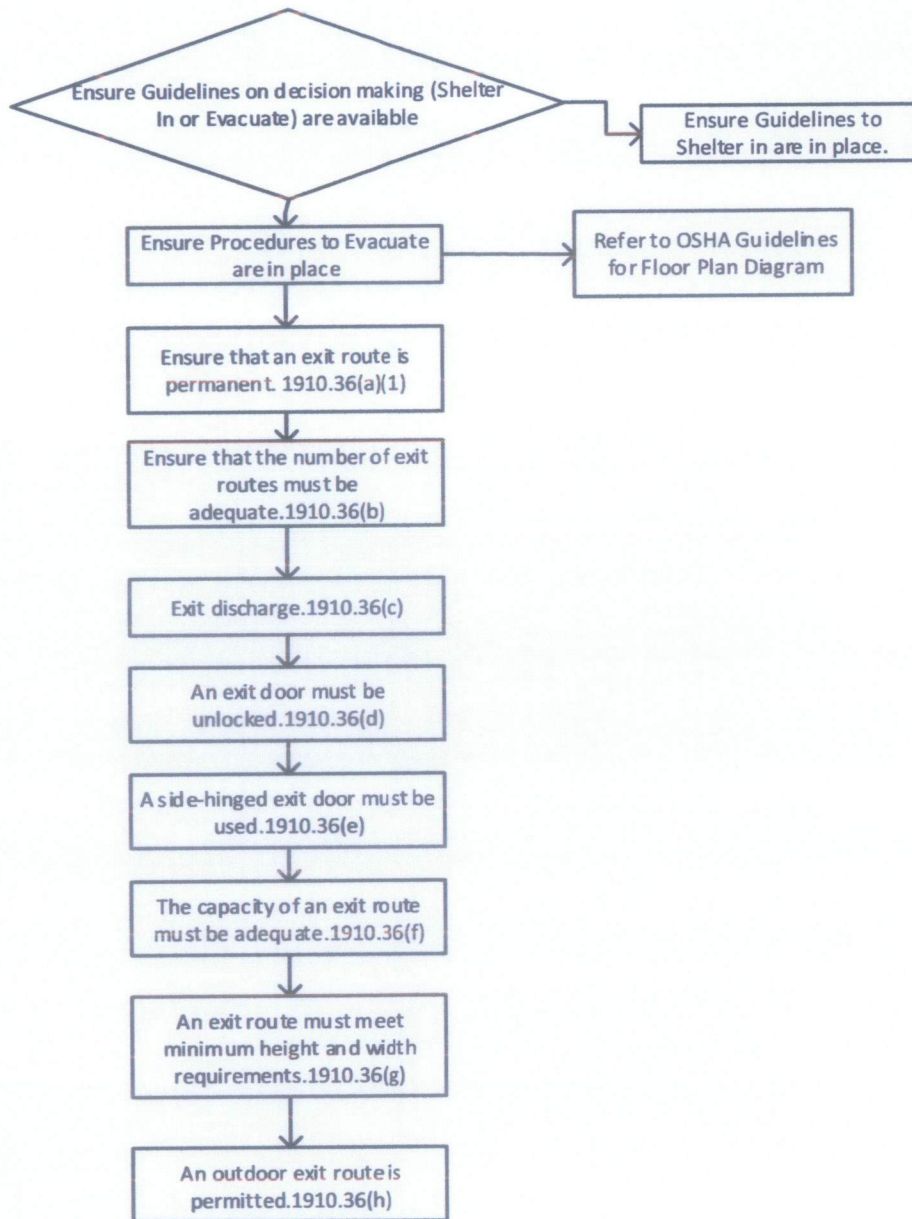 Ensure Guidelines on decision making (Shelter
In or Evacuate) are available
Ensure Guidelines to
Shelter in are in place.
Ensure Procedures to Evacuate
are in place
Refer to OSHA Guidelines
for Floor Plan Diagram
Ensure that an exit route is
permanent. 1910.36(a)(1)
Ensure that the number of exit
routes must be
adequate.1910.36(b)
Exit discharge.1910.36(c)
An exit door must be
unlocked.1910.36(d)
A side-hinged exit door must be
used.1910.36(e)
The capacity of an exit route
must be adequate.1910.36(f)
An exit route must meet
minimum height and width
requirements.1910.36(g)
An outdoor exit route is
permitted.1910.36(h)